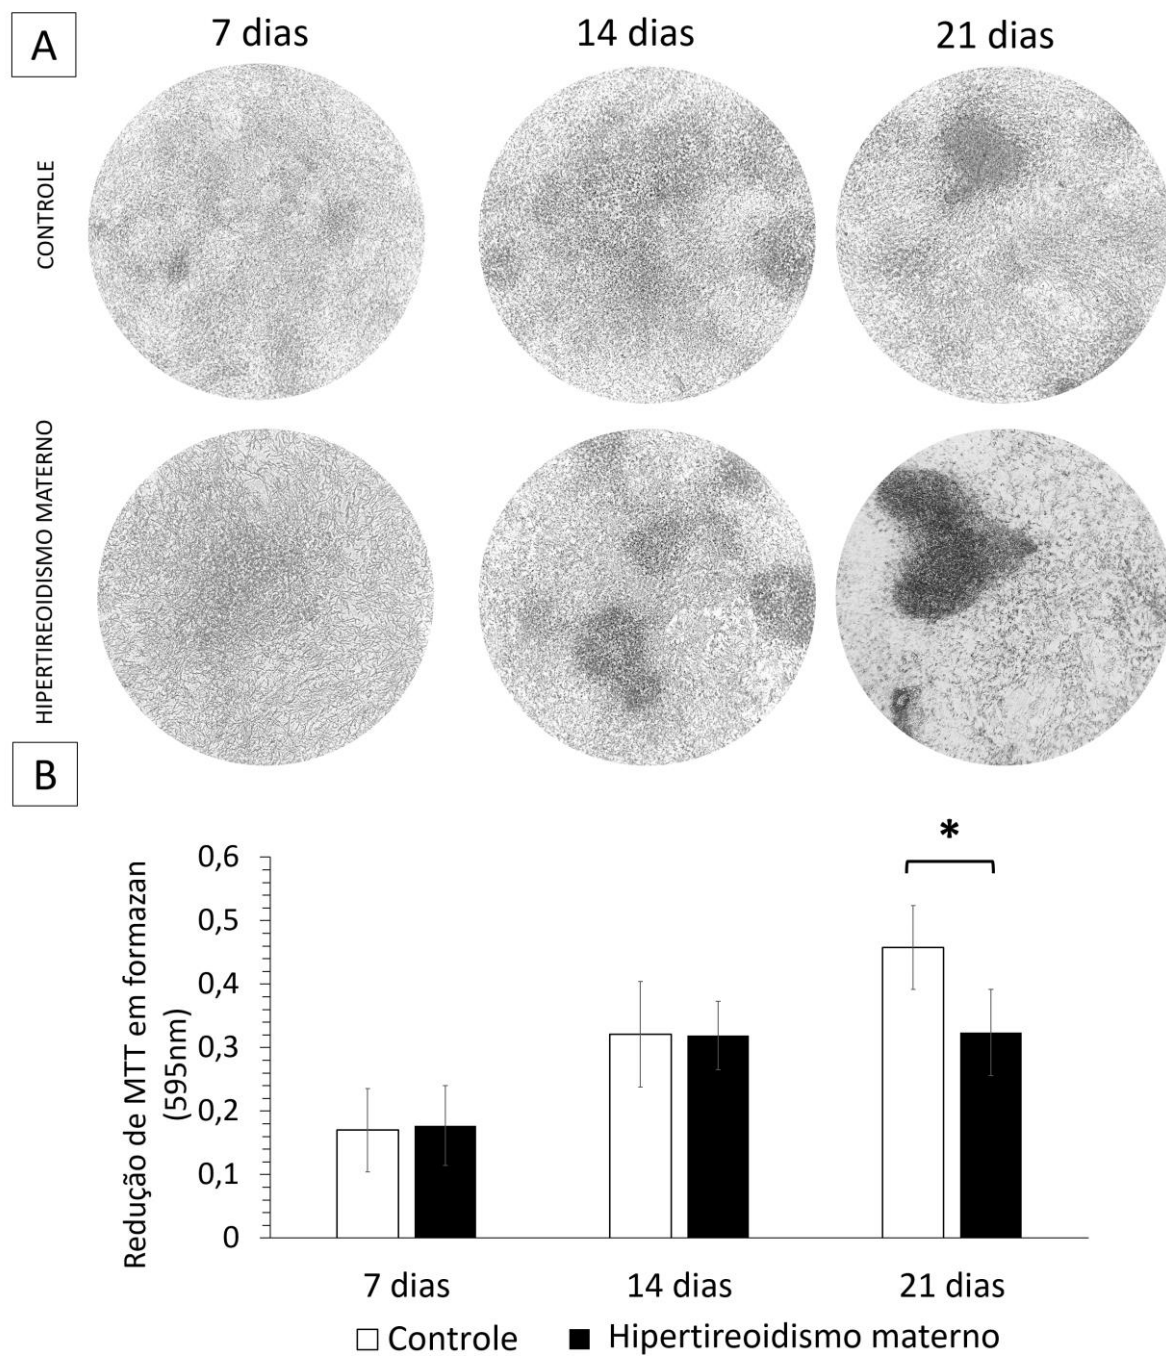 A
7 dias
14 dias
21 dias
CONTROLE
HIPERTIREOIDISMO MATERNO
B
*
Redução de MTT em formazan
(595nm)
0,6
0,5
0,4
0,3
0,2
0,1
0
7 dias
14 dias
21 dias
Controle
Hipertireoidismo materno